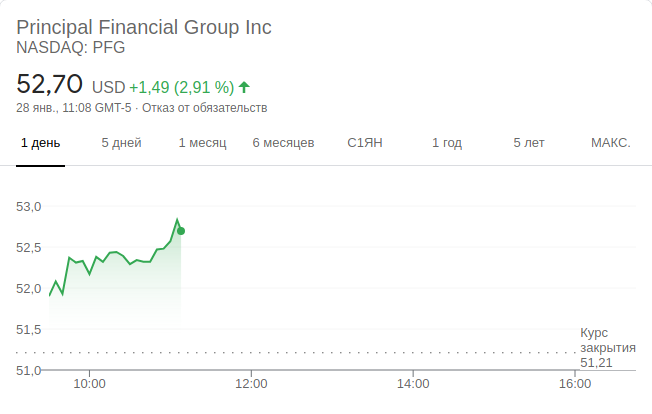 Principal Financial Group Inc
NASDAQ: PFG
52,70 USD +1,49 (2,91 %)
28 янв., 11:08 GMT-5 · Отказ от обязательств
1 день 5 дней 1 месяц 6 месяцев С1ЯН 1 год 5 лет МАКС.
53,0
52,5
52,0
51,5
51,0
Курс
закрытия
51,21
10:00 12:00 14:00 16:00